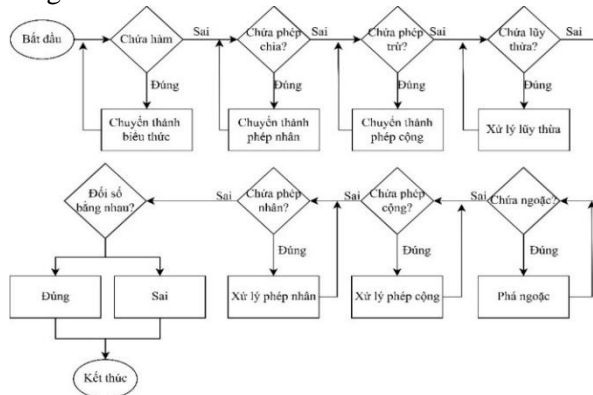 Bắt đầu
Chứa hàm
Sai
Chứa phép
chia?
Sai
Chứa phép
trừ?
Sai
Chứa lũy
thừa?
Sai
Đúng
Đúng
Đúng
Đúng
Chuyển thành
biểu thức
Chuyển thành
phép nhân
Chuyển thành
phép cộng
Xử lý lũy thừa
Đối số
bằng nhau?
Sai
Chứa phép
nhân?
Sai
Chứa phép
cộng?
Sai
Chứa ngoặc?
Đúng
Đúng
Đúng
Đúng
Sai
Xử lý phép nhân
Xử lý phép cộng
Phá ngoặc
Kết thúc